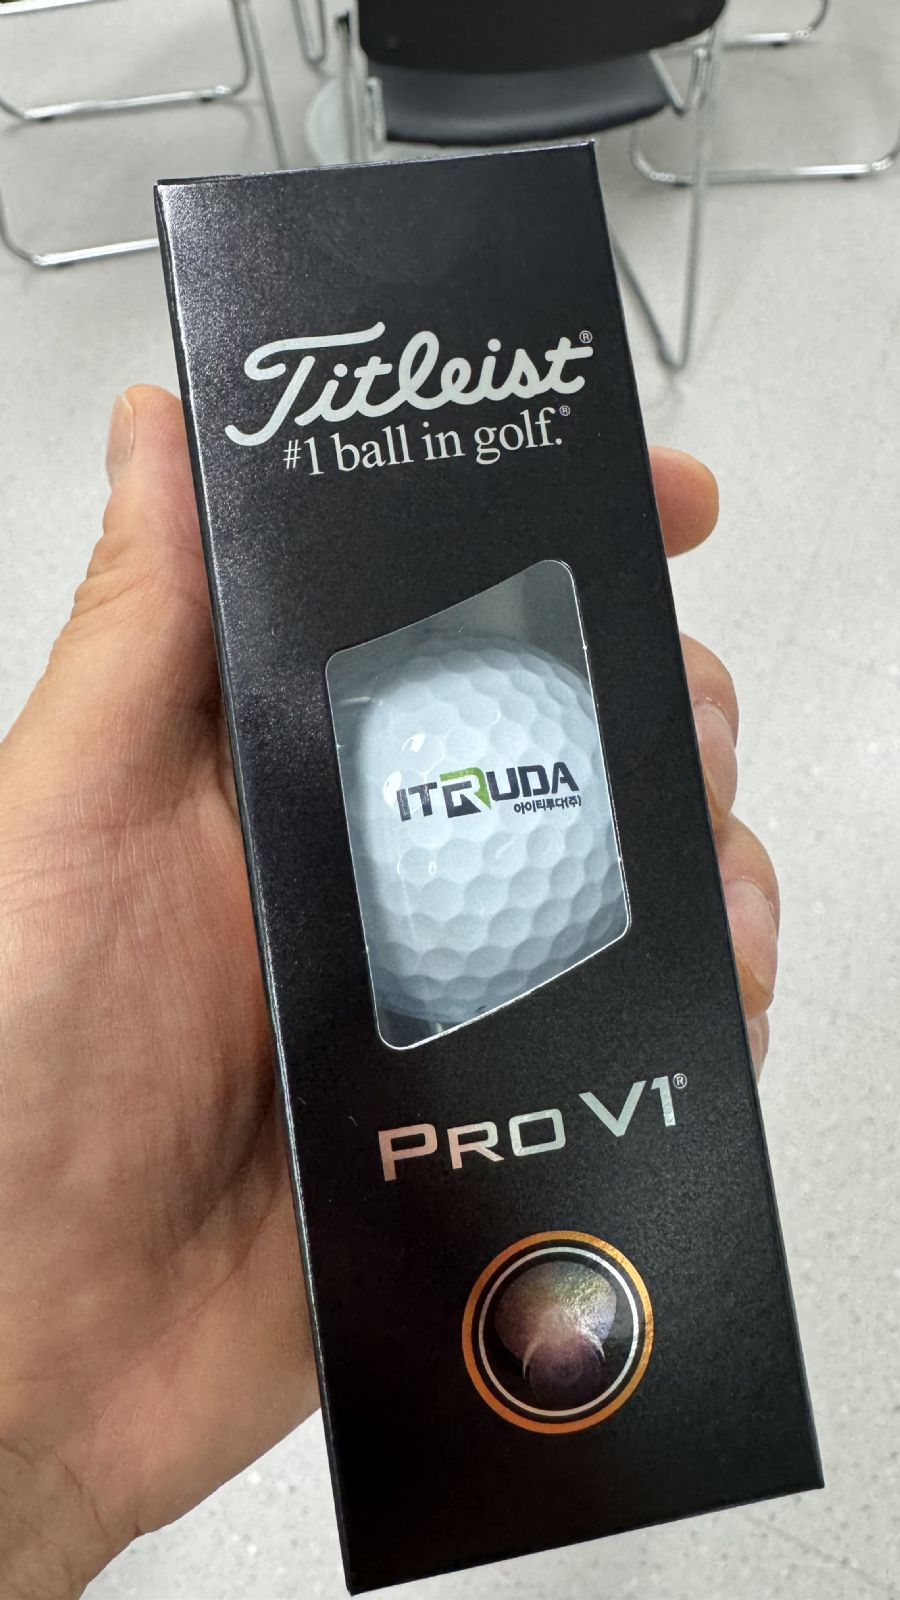 Titleist®
#1 ball in golf.®
ITRUDA
아이티루다(주)
PRO V1®